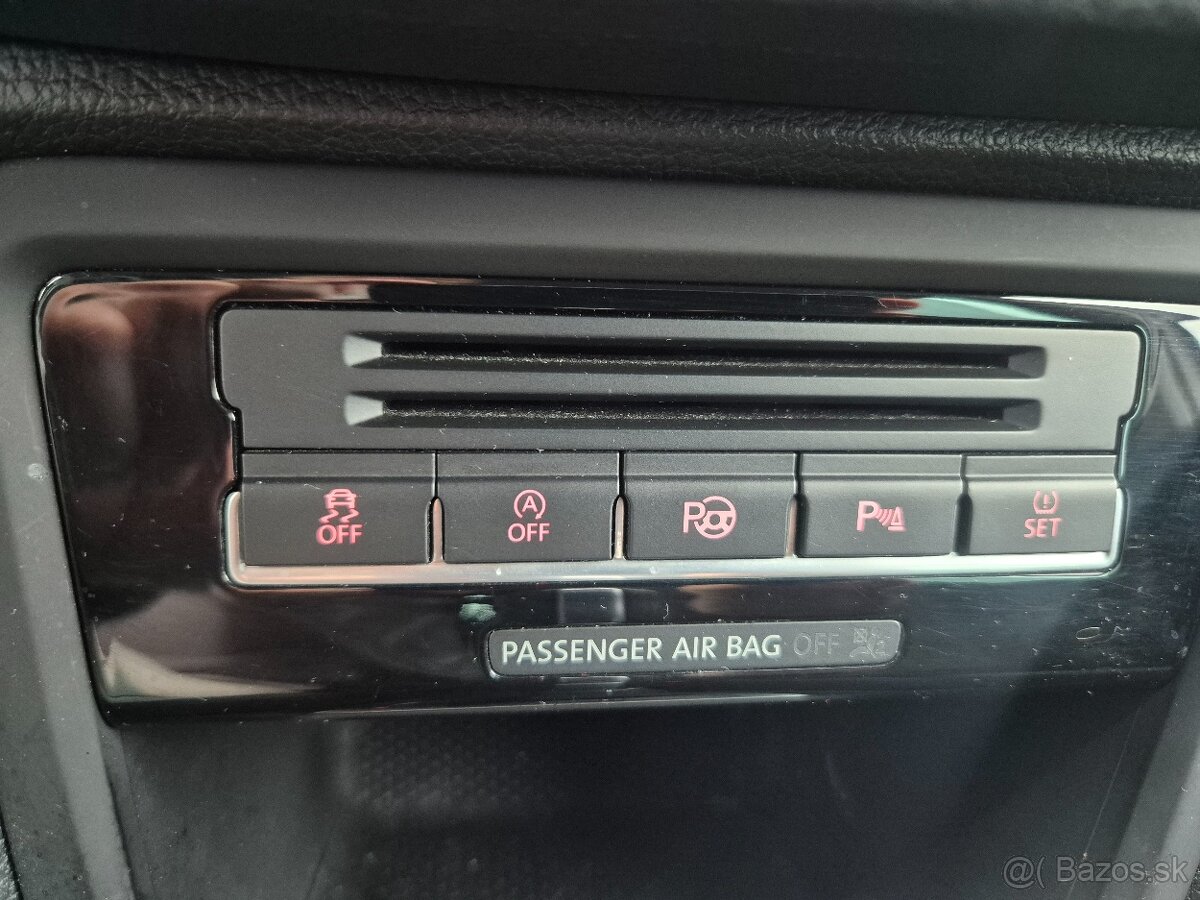 OFF
A
OFF
P
P
SET
PASSENGER AIR BAG OFF
@( Bazos.sk